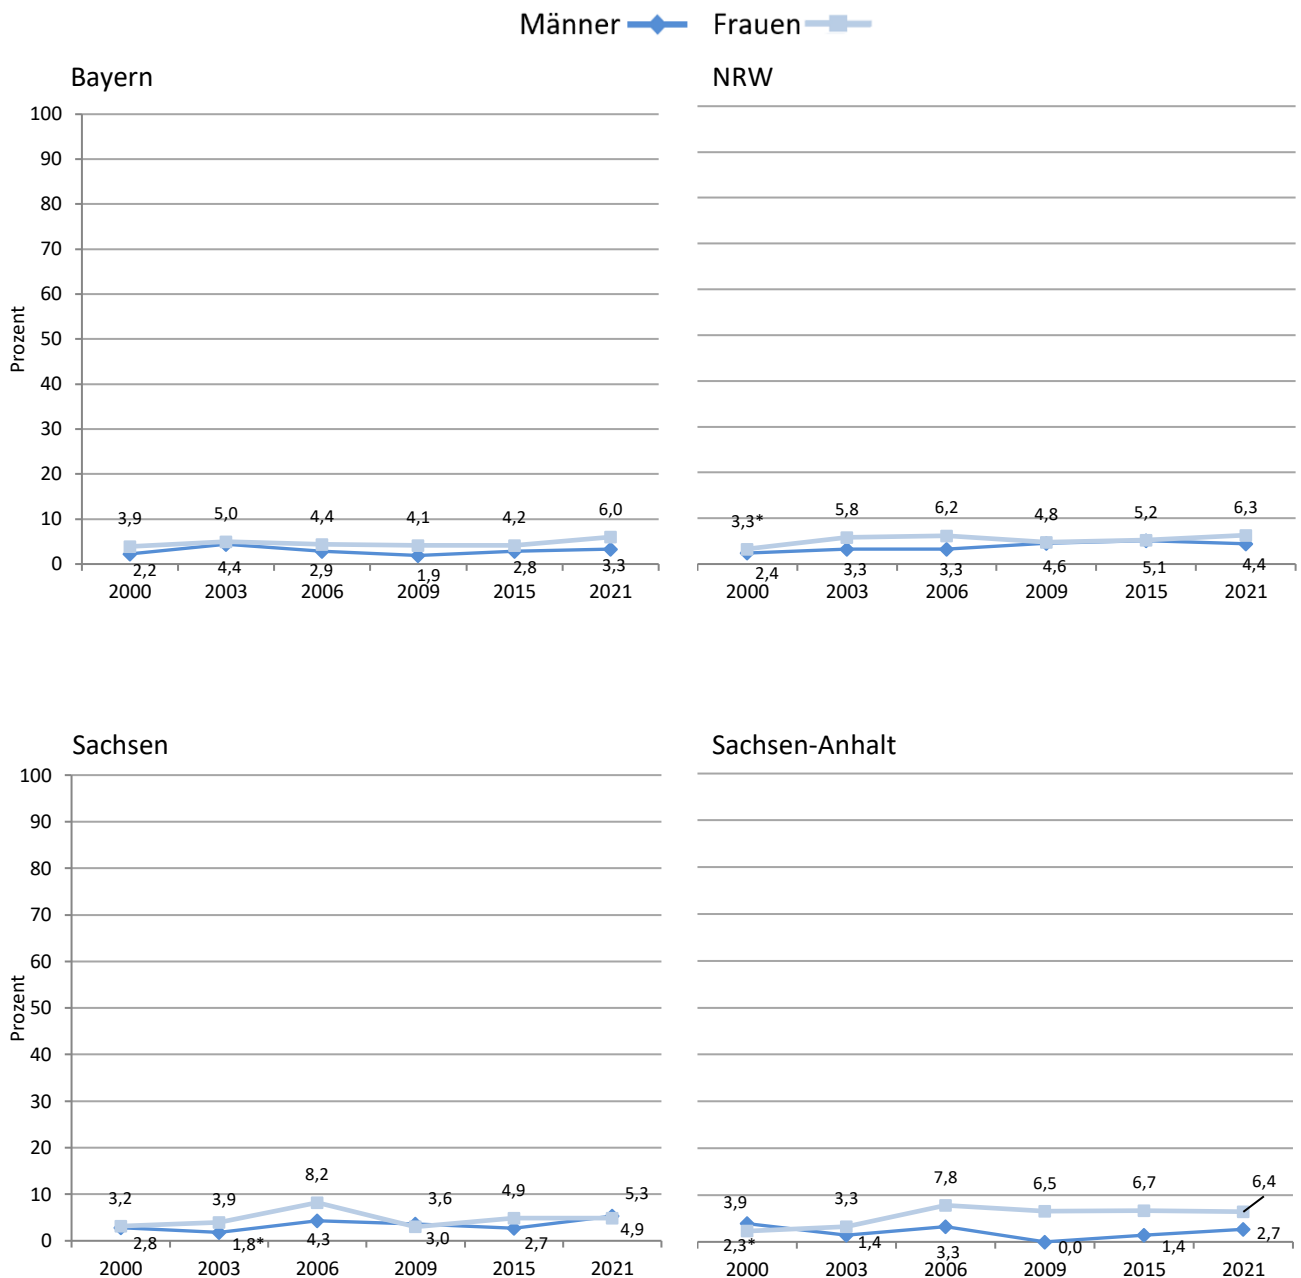 Männer Frauen
Bayern
NRW
100
90
80
70
60
50
40
30
20
10
0
Prozent
3,9 5,0 4,4 4,1 4,2 6,0
2,2 4,4 2,9 1,9 2,8 3,3
2000 2003 2006 2009 2015 2021
3,3* 5,8 6,2 4,8 5,2 6,3
2,4 3,3 3,3 4,6 5,1 4,4
2000 2003 2006 2009 2015 2021
Sachsen
Sachsen-Anhalt
100
90
80
70
60
50
40
30
20
10
0
Prozent
3,2 3,9 8,2 3,6 4,9 5,3
2,8 1,8* 4,3 3,0 2,7 4,9
2000 2003 2006 2009 2015 2021
3,9 3,3 7,8 6,5 6,7 6,4
2,3* 1,4 3,3 0,0 1,4 2,7
2000 2003 2006 2009 2015 2021